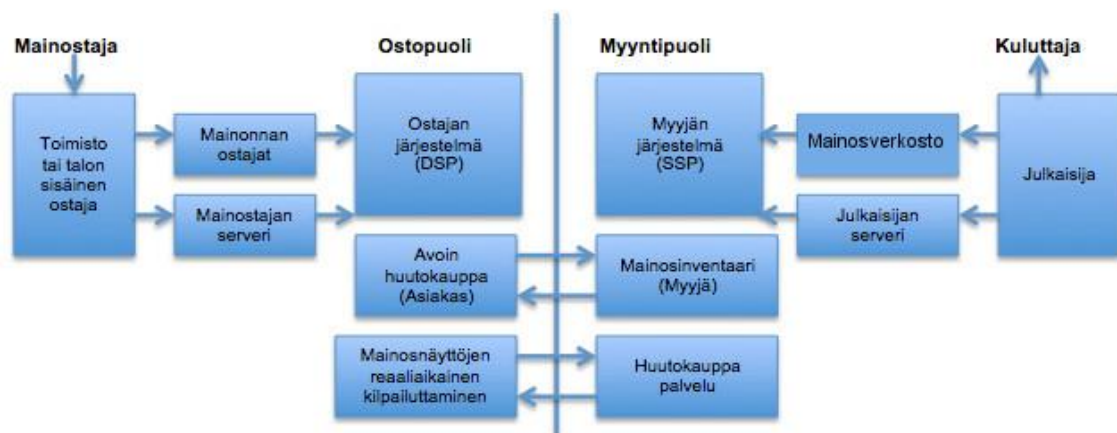 Mainostaja
Ostopuoli
Myyntipuoli
Kuluttaja
Toimisto
tai talon
sisäinen
ostaja
Mainonnan
ostajat
Mainostajan
serveri
Ostajan
järjestelmä
(DSP)
Myyjän
järjestelmä
(SSP)
Mainosverkosto
Julkaisijan
serveri
Julkaisija
Avoin
huutokauppa
(Asiakas)
Mainosinventaari
(Myyjä)
Mainosnäyttöjen
reaaliaikainen
kilpailuttaminen
Huutokauppa
palvelu